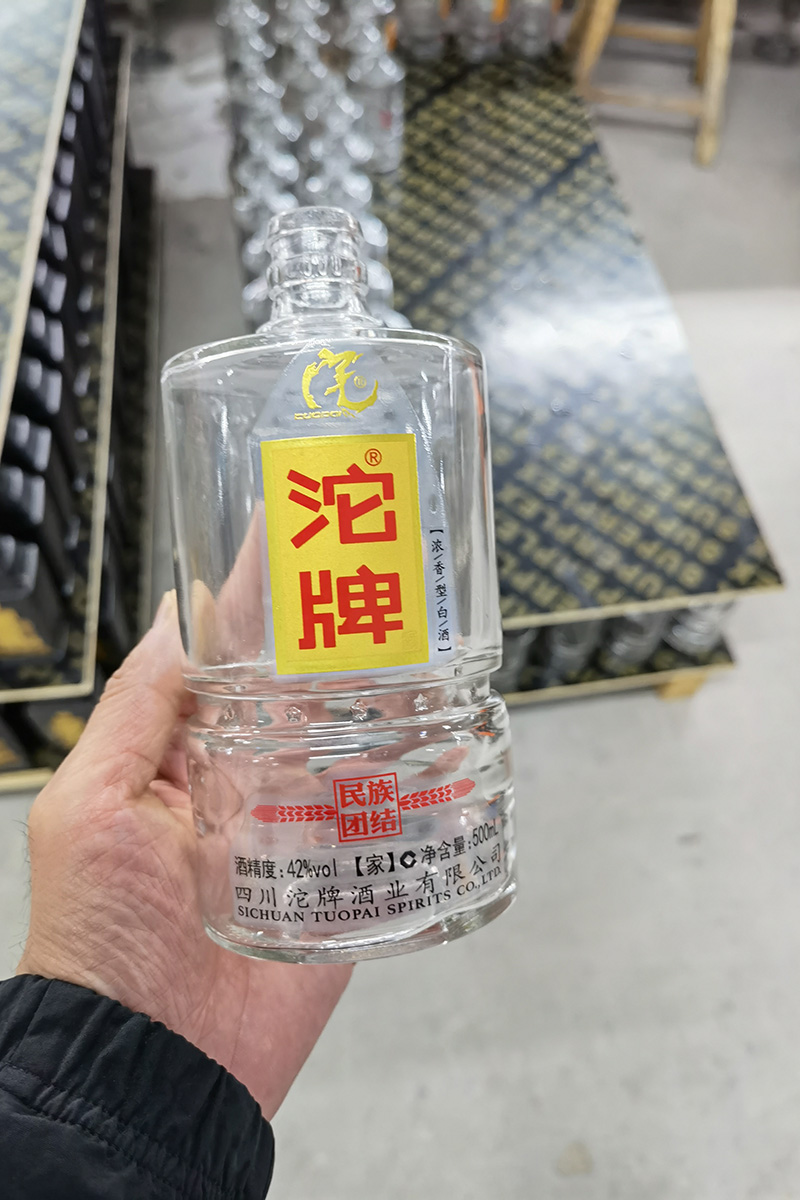 沱牌®
【浓/香/型/白/酒】
民族
团结
酒精度:42%vol 【家】 净含量:500mL
四川沱牌酒业有限公司
SICHUAN TUOPAI SPIRITS CO.,LTD.